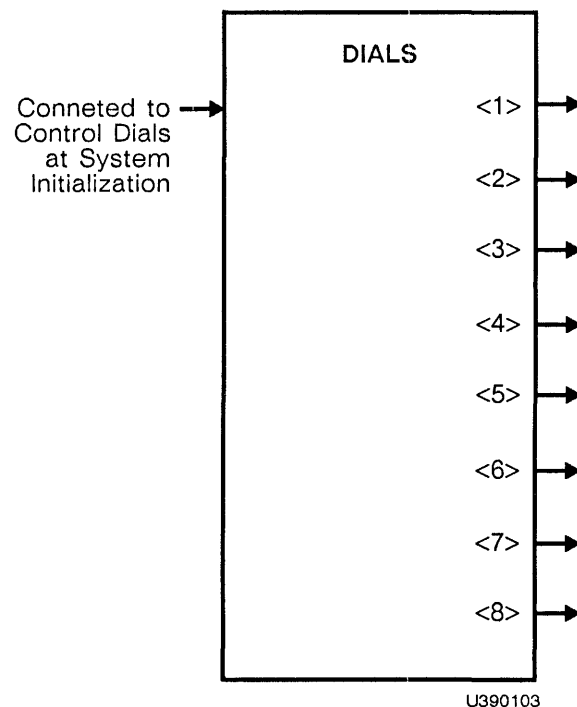 DIALS
Conneted to
Control Dials
at System
Initialization
<1>
<2>
<3>
<4>
<5>
<6>
<7>
<8>
U390103